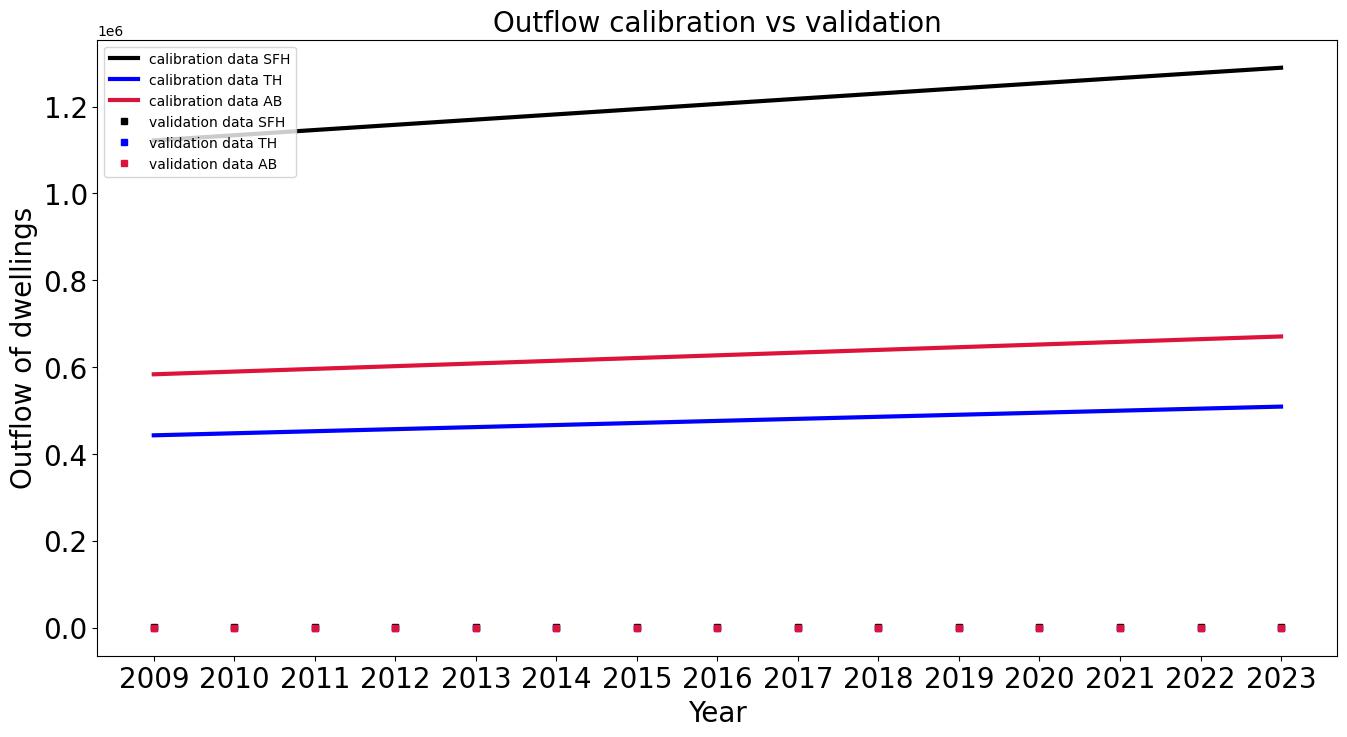 Outflow calibration vs validation
1e6
calibration data SFH
calibration data TH
calibration data AB
validation data SFH
validation data TH
validation data AB
1.2
1.0
0.8
0.6
0.4
0.2
0.0
Outflow of dwellings
2009 2010 2011 2012 2013 2014 2015 2016 2017 2018 2019 2020 2021 2022 2023
Year